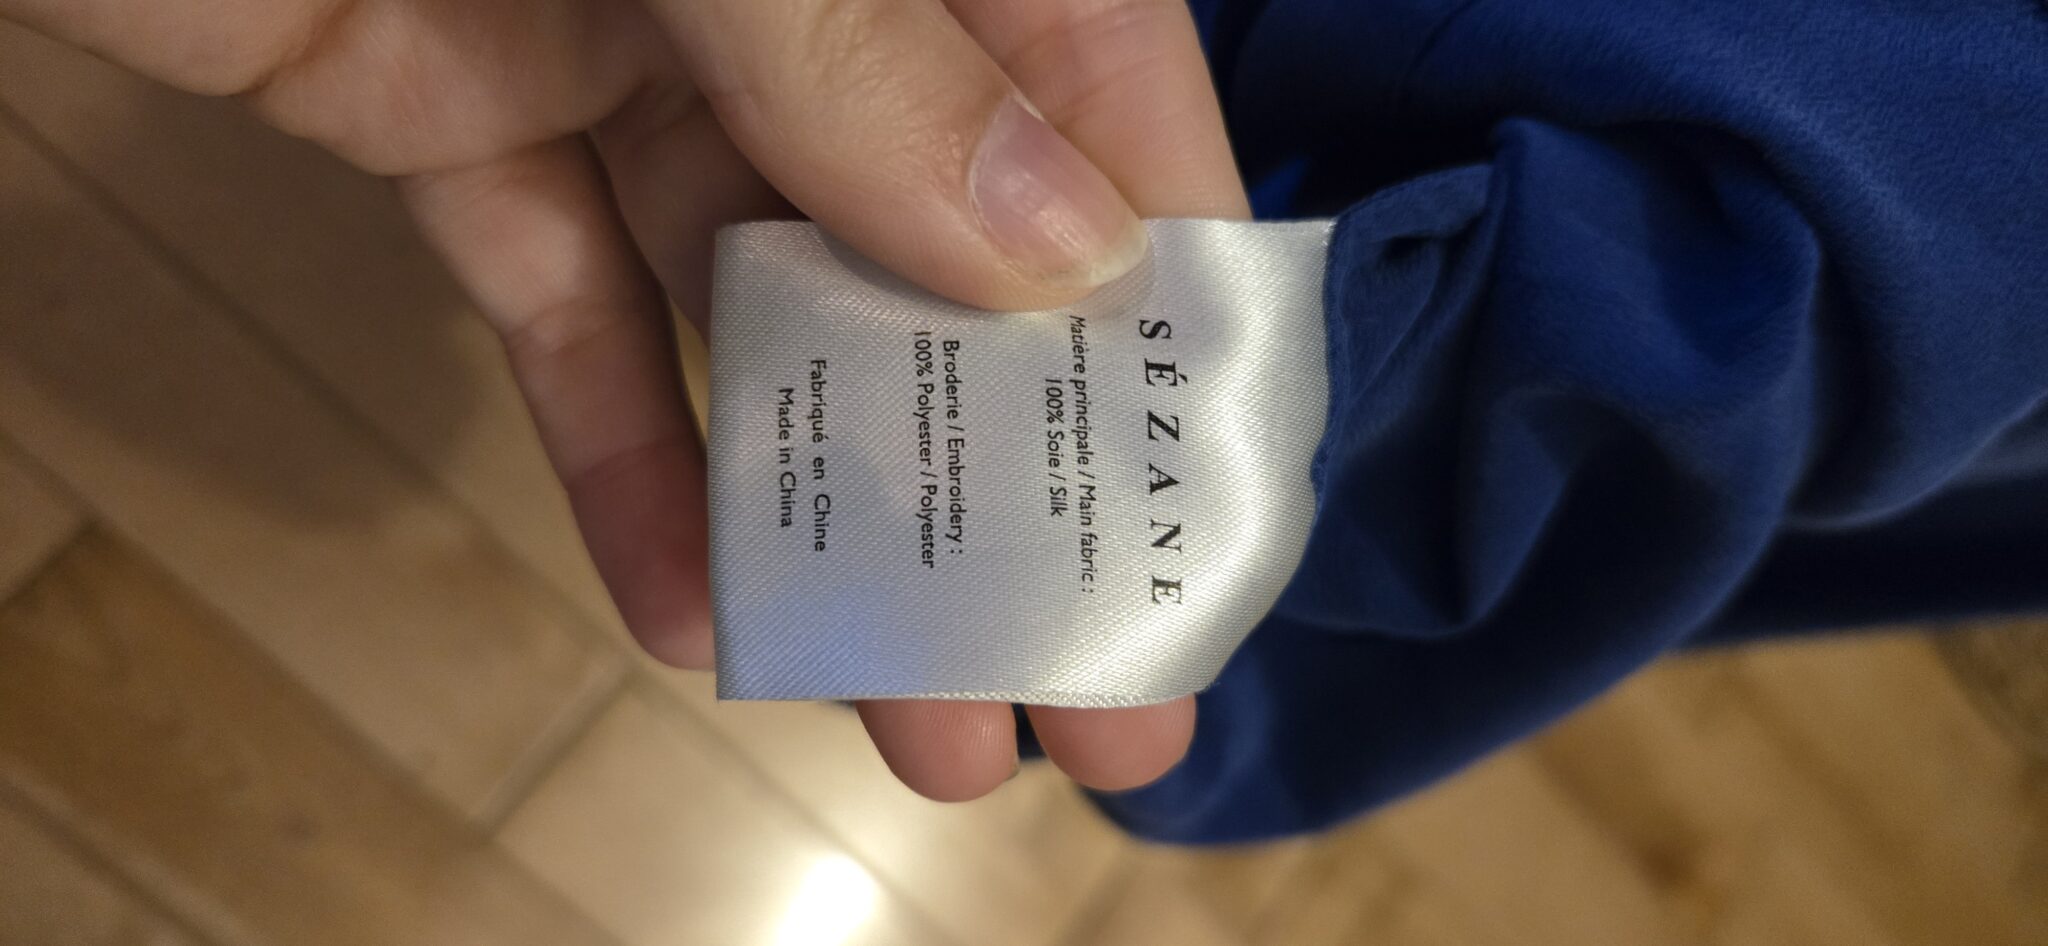 SÉZANE
Matière principale / Main fabric :
100% Soie / Silk
Broderie / Embroidery :
100% Polyester / Polyester
Fabriqué en Chine
Made in China